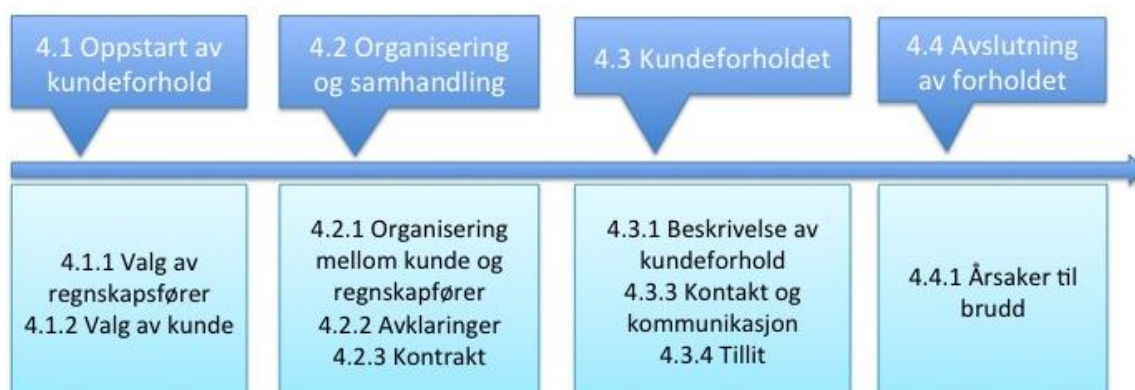 4.1 Oppstart av
kundeforhold
4.2 Organisering
og samhandling
4.3 Kundeforholdet
4.4 Avslutning
av forholdet
4.1.1 Valg av
regnskapsfører
4.1.2 Valg av kunde
4.2.1 Organisering
mellom kunde og
regnskapfører
4.2.2 Avklaringer
4.2.3 Kontrakt
4.3.1 Beskrivelse av
kundeforhold
4.3.3 Kontakt og
kommunikasjon
4.3.4 Tillit
4.4.1 Årsaker til
brudd